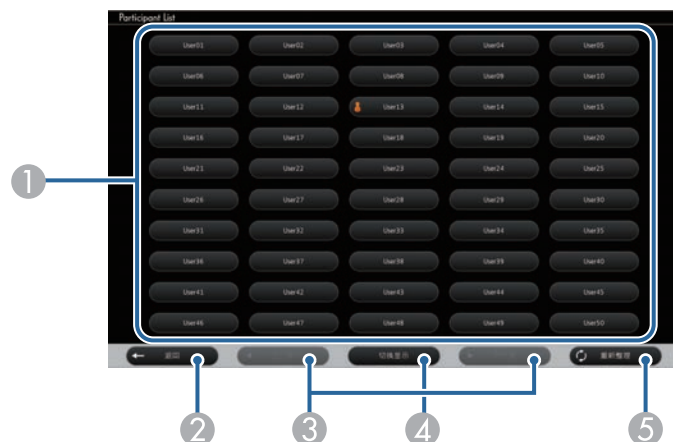 Participant List
User01 User02 User03 User04 User05
User06 User07 User08 User09 User10
User11 User12 User13 User14 User15
User16 User17 User18 User19 User20
User21 User22 User23 User24 User25
User26 User27 User28 User29 User30
User31 User32 User33 User34 User35
User36 User37 User38 User39 User40
User41 User42 User43 User44 User45
User46 User47 User48 User49 User50
返回 切换显示 重新整理
1
2 3 4 5